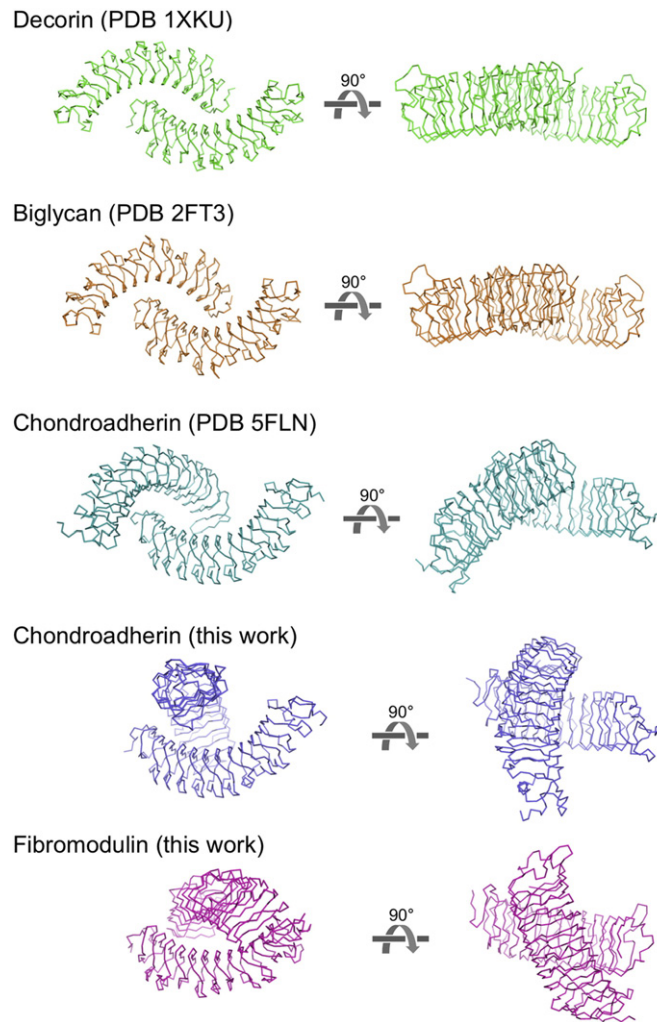 Decorin (PDB 1XKU)
90°
Biglycan (PDB 2FT3)
90°
Chondroadherin (PDB 5FLN)
90°
Chondroadherin (this work)
90°
Fibromodulin (this work)
90°